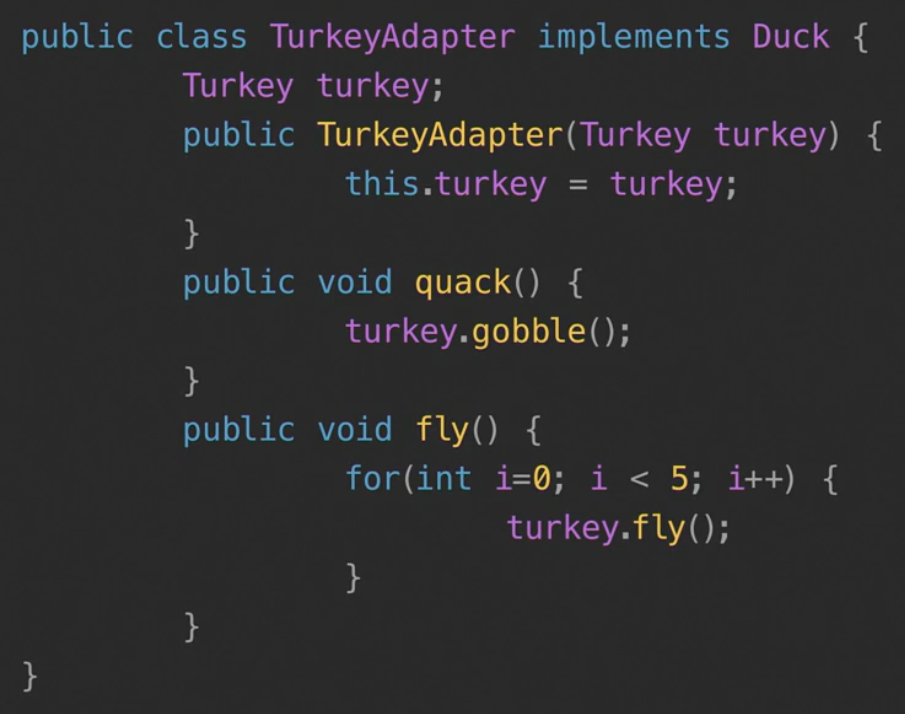 public class TurkeyAdapter implements Duck {
Turkey turkey;
public TurkeyAdapter(Turkey turkey) {
this.turkey = turkey;
}
public void quack() {
turkey.gobble();
}
public void fly() {
for(int i=0; i < 5; i++) {
turkey.fly();
}
}
}